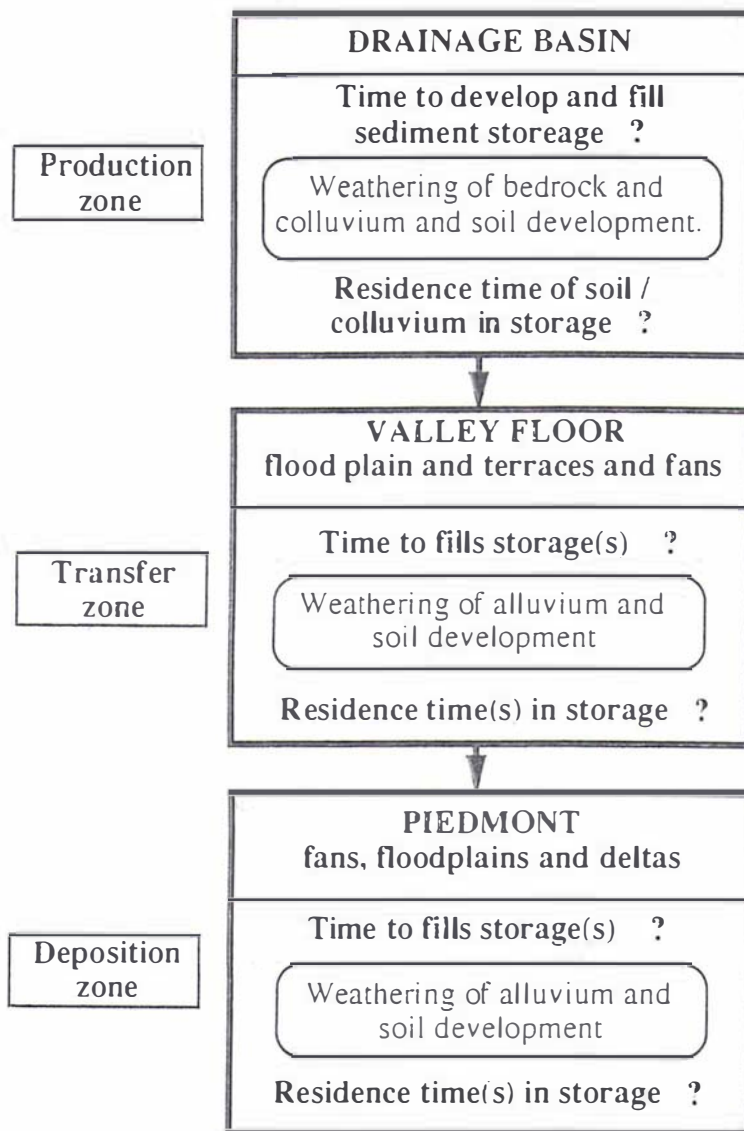 DRAINAGE BASIN
Time to develop and fill
sediment storeage ?
Production
zone
Weathering of bedrock and
colluvium and soil development.
Residence time of soil /
colluvium in storage ?
VALLEY FLOOR
flood plain and terraces and fans
Time to fills storage(s) ?
Transfer
zone
Weathering of alluvium and
soil development
Residence time(s) in storage ?
PIEDMONT
fans, floodplains and deltas
Time to fills storage(s) ?
Deposition
zone
Weathering of alluvium and
soil development
Residence time(s) in storage ?